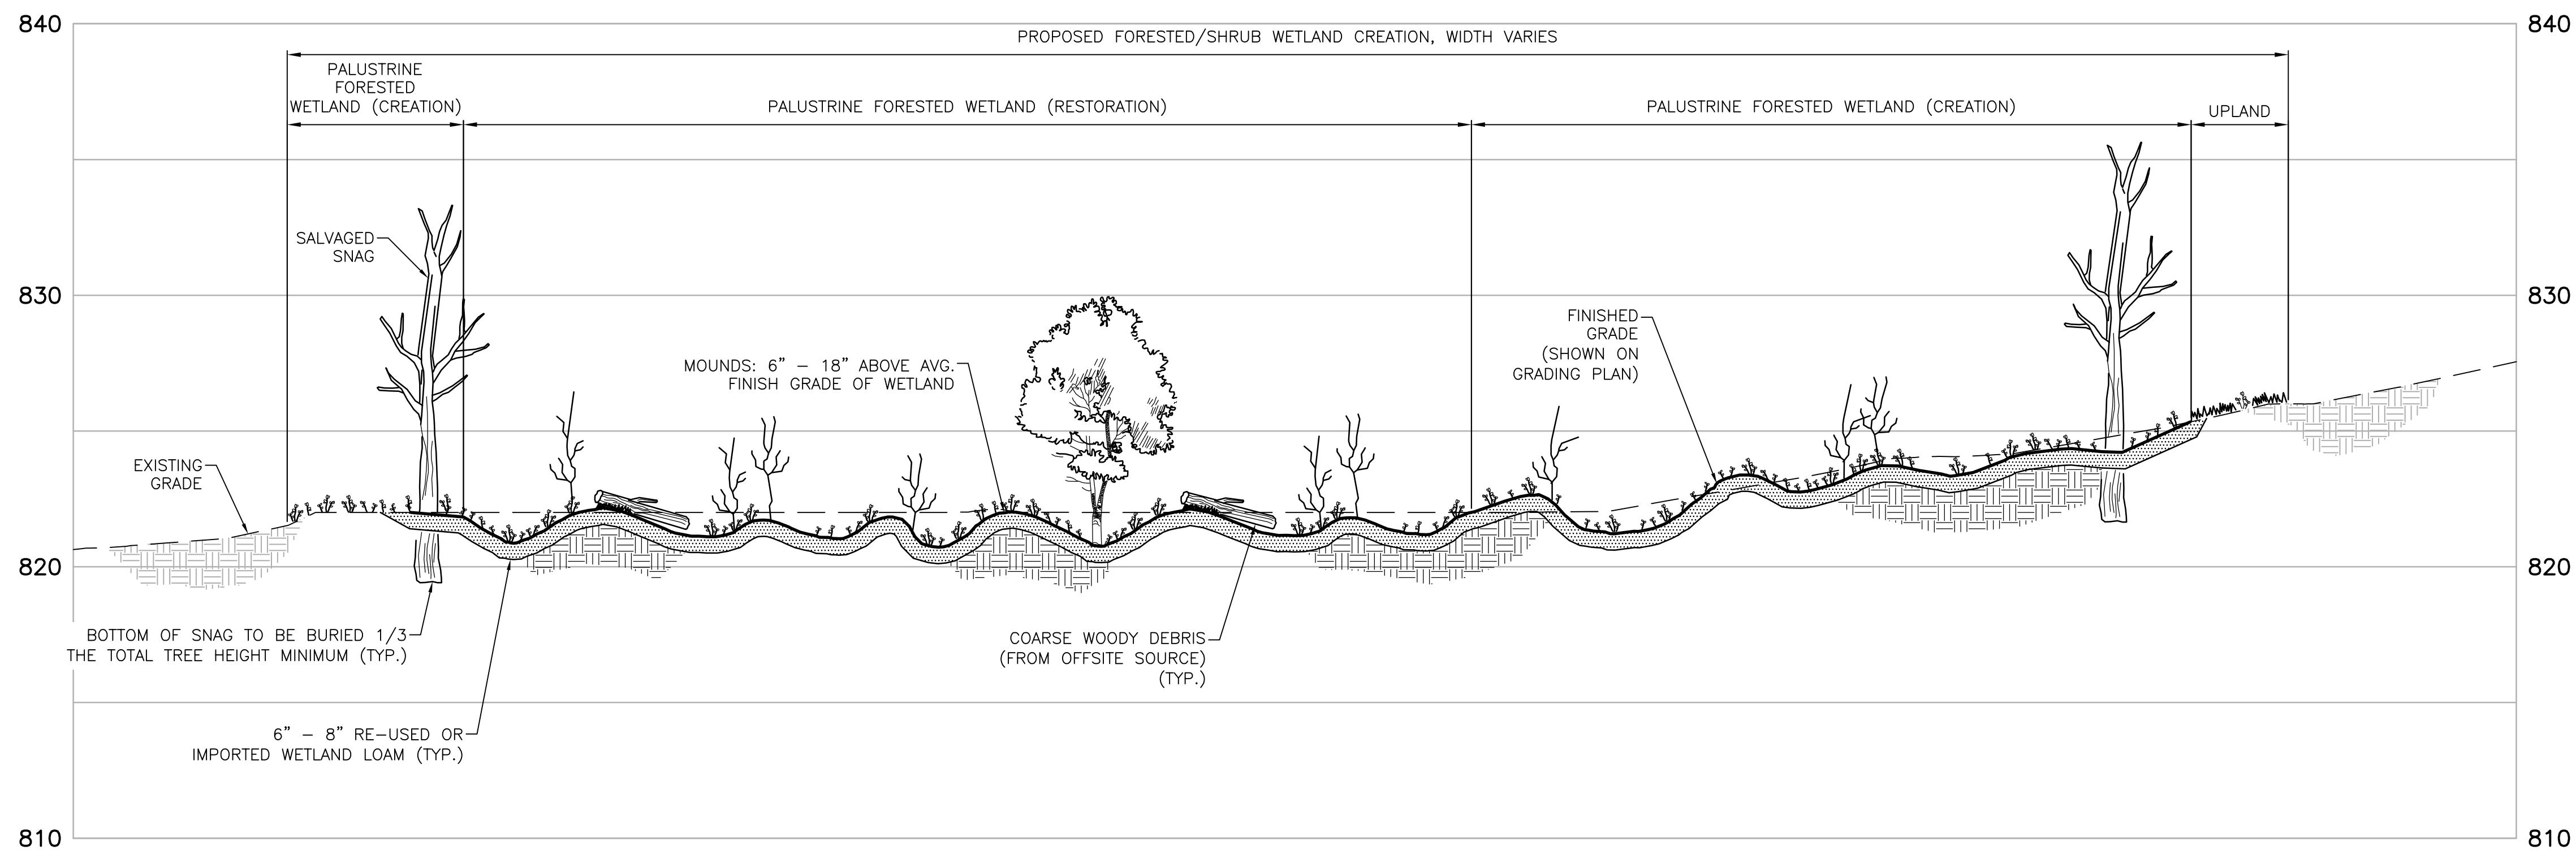 840
840
PROPOSED FORESTED/SHRUB WETLAND CREATION, WIDTH VARIES
PALUSTRINE
FORESTED
WETLAND (CREATION)
PALUSTRINE FORESTED WETLAND (RESTORATION)
PALUSTRINE FORESTED WETLAND (CREATION)
UPLAND
SALVAGED
SNAG
830
830
FINISHED
GRADE
(SHOWN ON
GRADING PLAN)
MOUNDS: 6” – 18” ABOVE AVG.
FINISH GRADE OF WETLAND
EXISTING
GRADE
820
820
BOTTOM OF SNAG TO BE BURIED 1/3
THE TOTAL TREE HEIGHT MINIMUM (TYP.)
COARSE WOODY DEBRIS
(FROM OFFSITE SOURCE)
(TYP.)
6” – 8” RE-USED OR
IMPORTED WETLAND LOAM (TYP.)
810
810